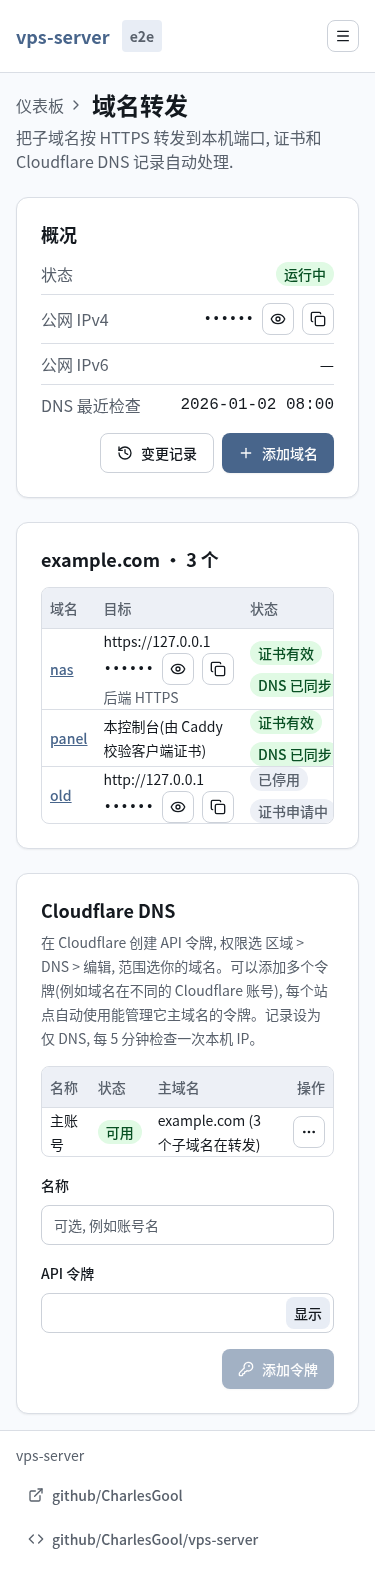 vps-server e2e
仪表板 > 域名转发
把子域名按 HTTPS 转发到本机端口, 证书和
Cloudflare DNS 记录自动处理.
概况
状态 运行中
公网 IPv4 ••••••
公网 IPv6 —
DNS 最近检查 2026-01-02 08:00
变更记录 + 添加域名
example.com · 3 个
域名 目标 状态
https://127.0.0.1
证书有效
nas ••••••
DNS 已同步
后端 HTTPS
证书有效
panel 本控制台(由 Caddy
校验客户端证书)
DNS 已同步
http://127.0.0.1 已停用
old ••••••
证书申请中
Cloudflare DNS
在 Cloudflare 创建 API 令牌, 权限选 区域 >
DNS > 编辑, 范围选你的域名。可以添加多个令
牌(例如域名在不同的 Cloudflare 账号), 每个站
点自动使用能管理它主域名的令牌。记录设为
仅 DNS, 每 5 分钟检查一次本机 IP。
名称 状态 主域名 操作
主账
号 可用 example.com (3
个子域名在转发) ···
名称
可选, 例如账号名
API 令牌
显示
添加令牌
vps-server
github/CharlesGool
github/CharlesGool/vps-server